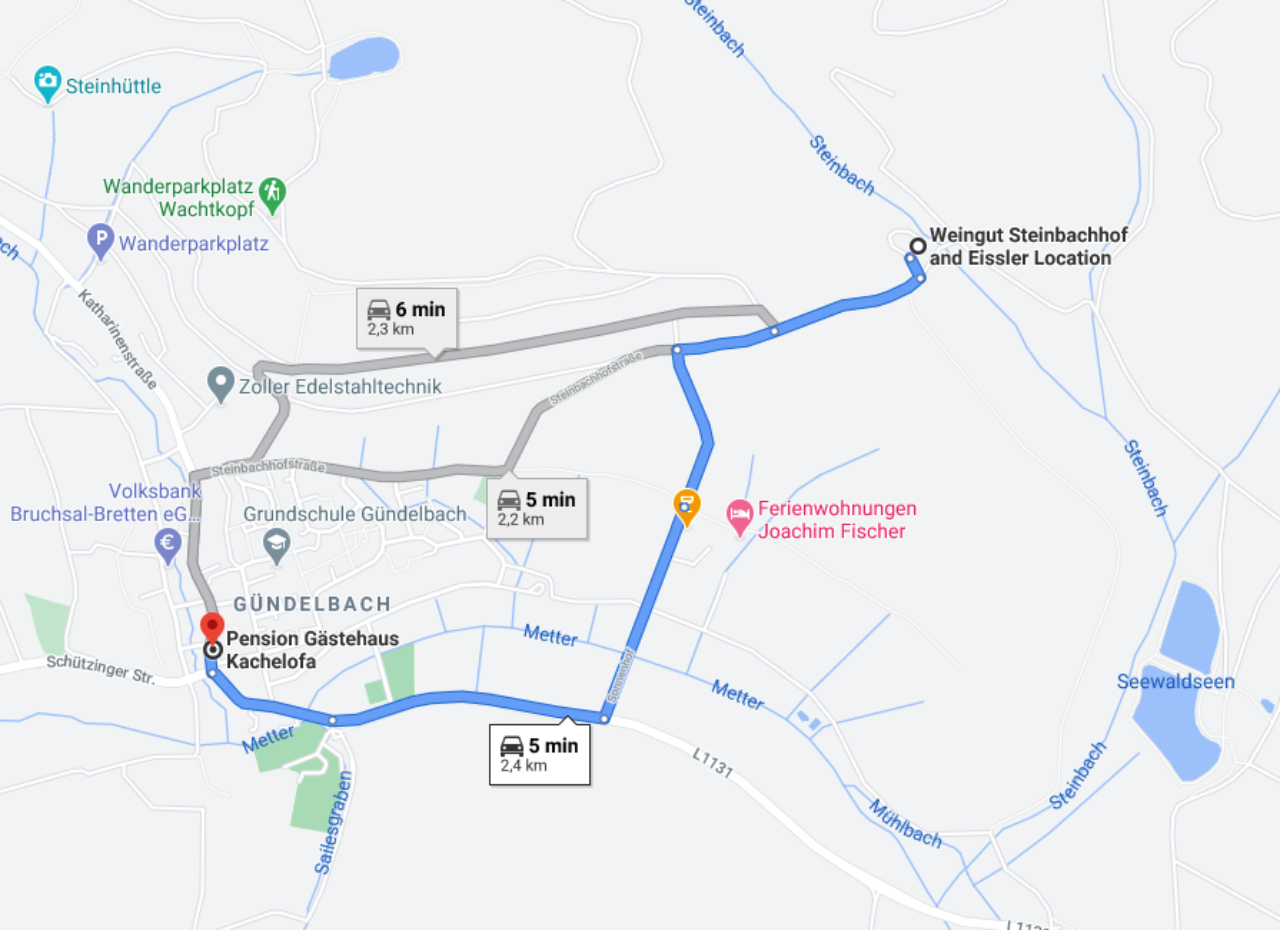 Steinbach
Steinhüttle
Steinbach
Wanderparkplatz
Wachtkopf
P
Wanderparkplatz
Weingut Steinbachhof
and Eissler Location
Katharinenstraße
6 min
2,3 km
Steinbachhofstraße
Zoller Edelstahltechnik
Steinbachhofstraße
Steinbach
Volksbank
Bruchsal-Bretten eG...
€
5 min
2,2 km
Grundschule Gündelbach
Ferienwohnungen
Joachim Fischer
GÜNDELBACH
Pension Gästehaus
Kachelofa
Metter
Schützinger Str.
Sonnenhof
Metter
Seewaldseen
Metter
5 min
2,4 km
L1131
Steinbach
Sailesgraben
Mühlbach